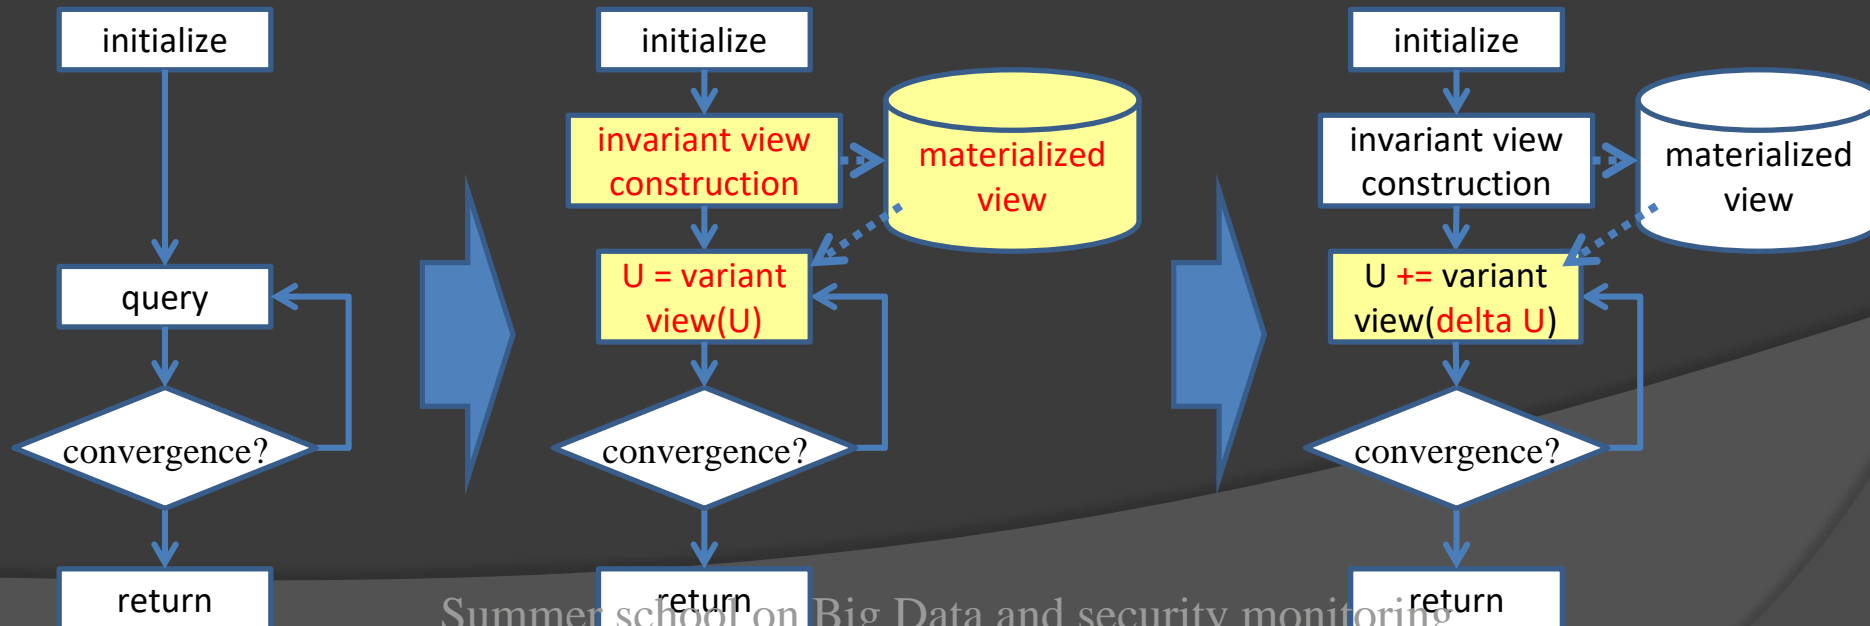 initialize
query
convergence?
return
initialize
invariant view
construction
materialized
view
U = variant
view(U)
convergence?
return
initialize
invariant view
construction
materialized
view
U += variant
view(delta U)
convergence?
return
Summer school on Big Data and security monitoring